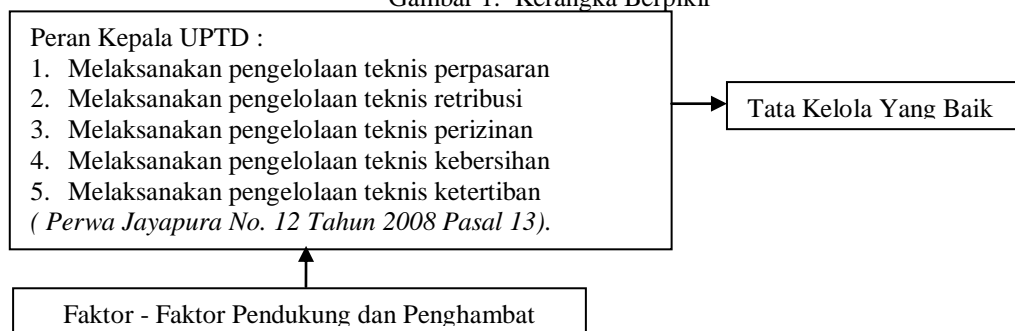 Gambar 1. Kerangka Berpikir
Peran Kepala UPTD :
1. Melaksanakan pengelolaan teknis perpasaran
2. Melaksanakan pengelolaan teknis retribusi
3. Melaksanakan pengelolaan teknis perizinan
4. Melaksanakan pengelolaan teknis kebersihan
5. Melaksanakan pengelolaan teknis ketertiban
( Perwa Jayapura No. 12 Tahun 2008 Pasal 13).
Tata Kelola Yang Baik
Faktor - Faktor Pendukung dan Penghambat